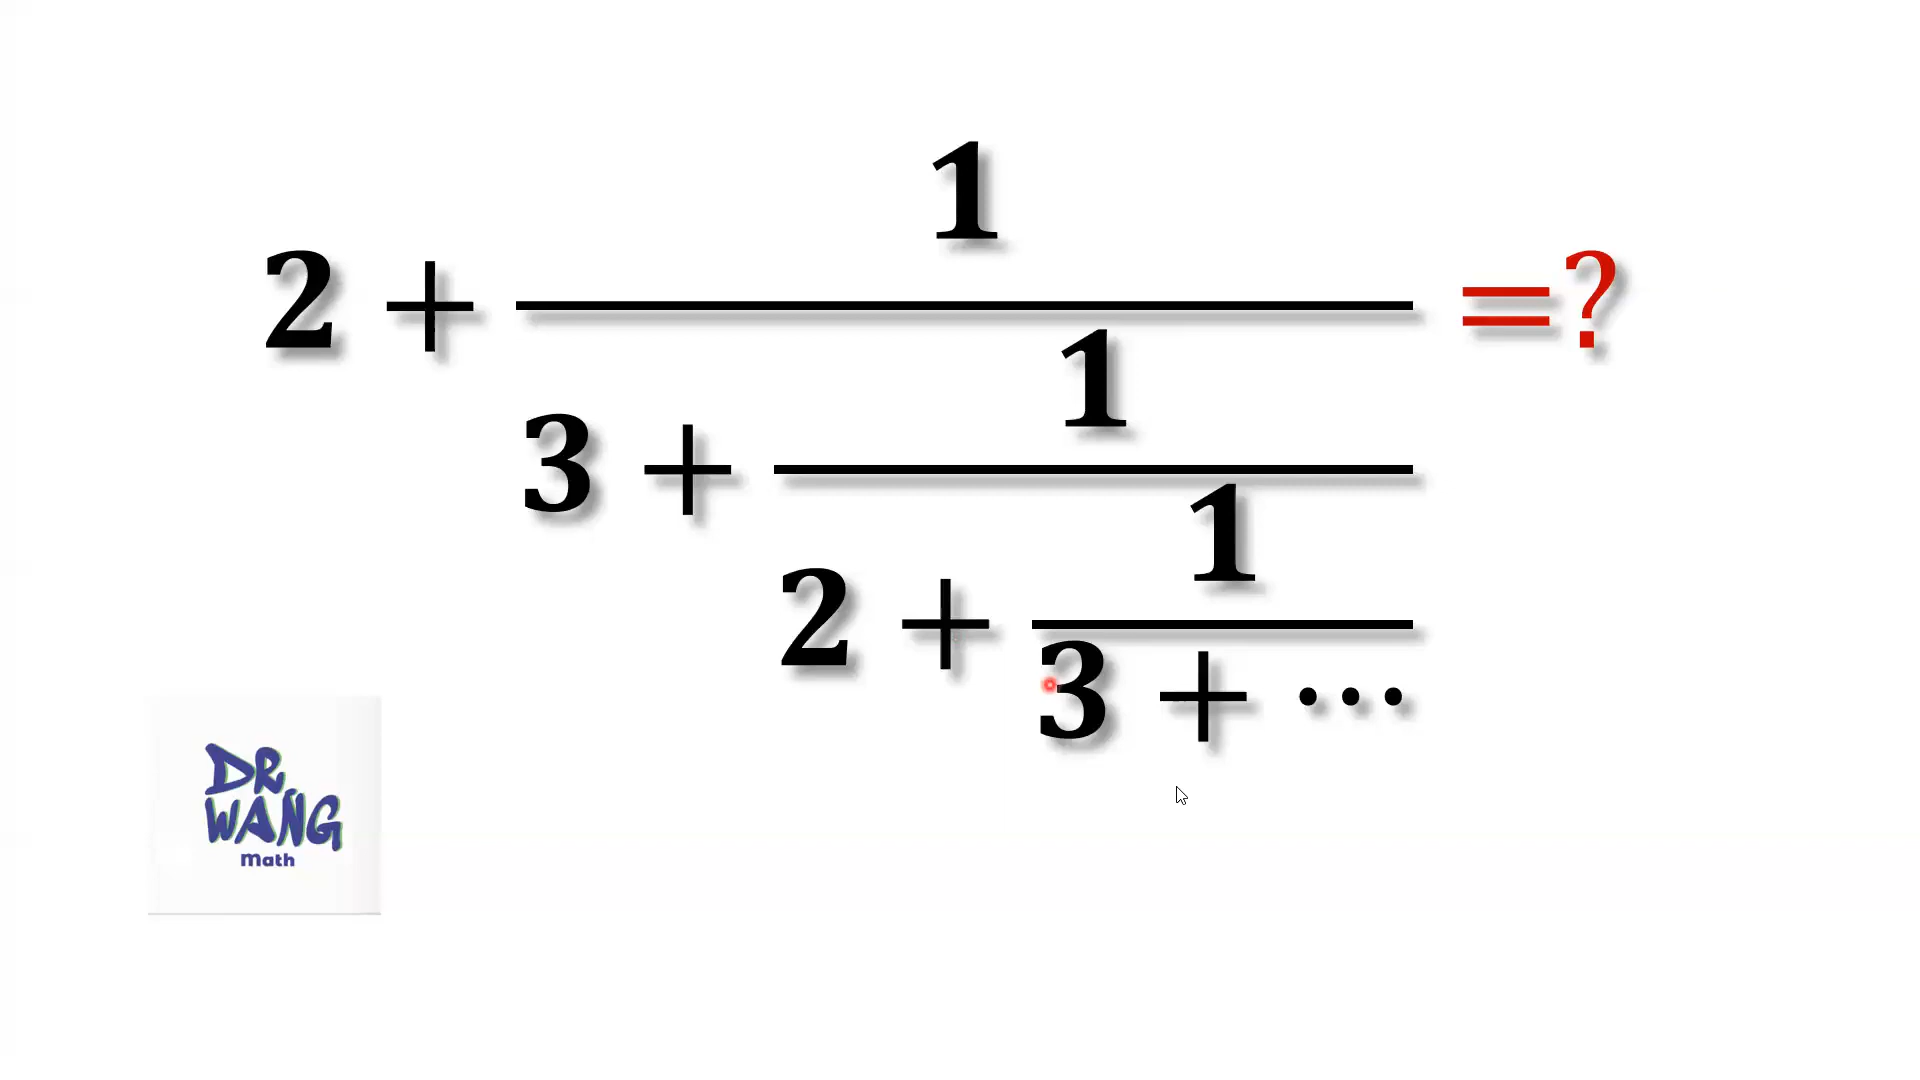 1
2 + ―――― =?
1
3 + ――――
1
2 + ――――
3 + ⋯
DR
WANG
math